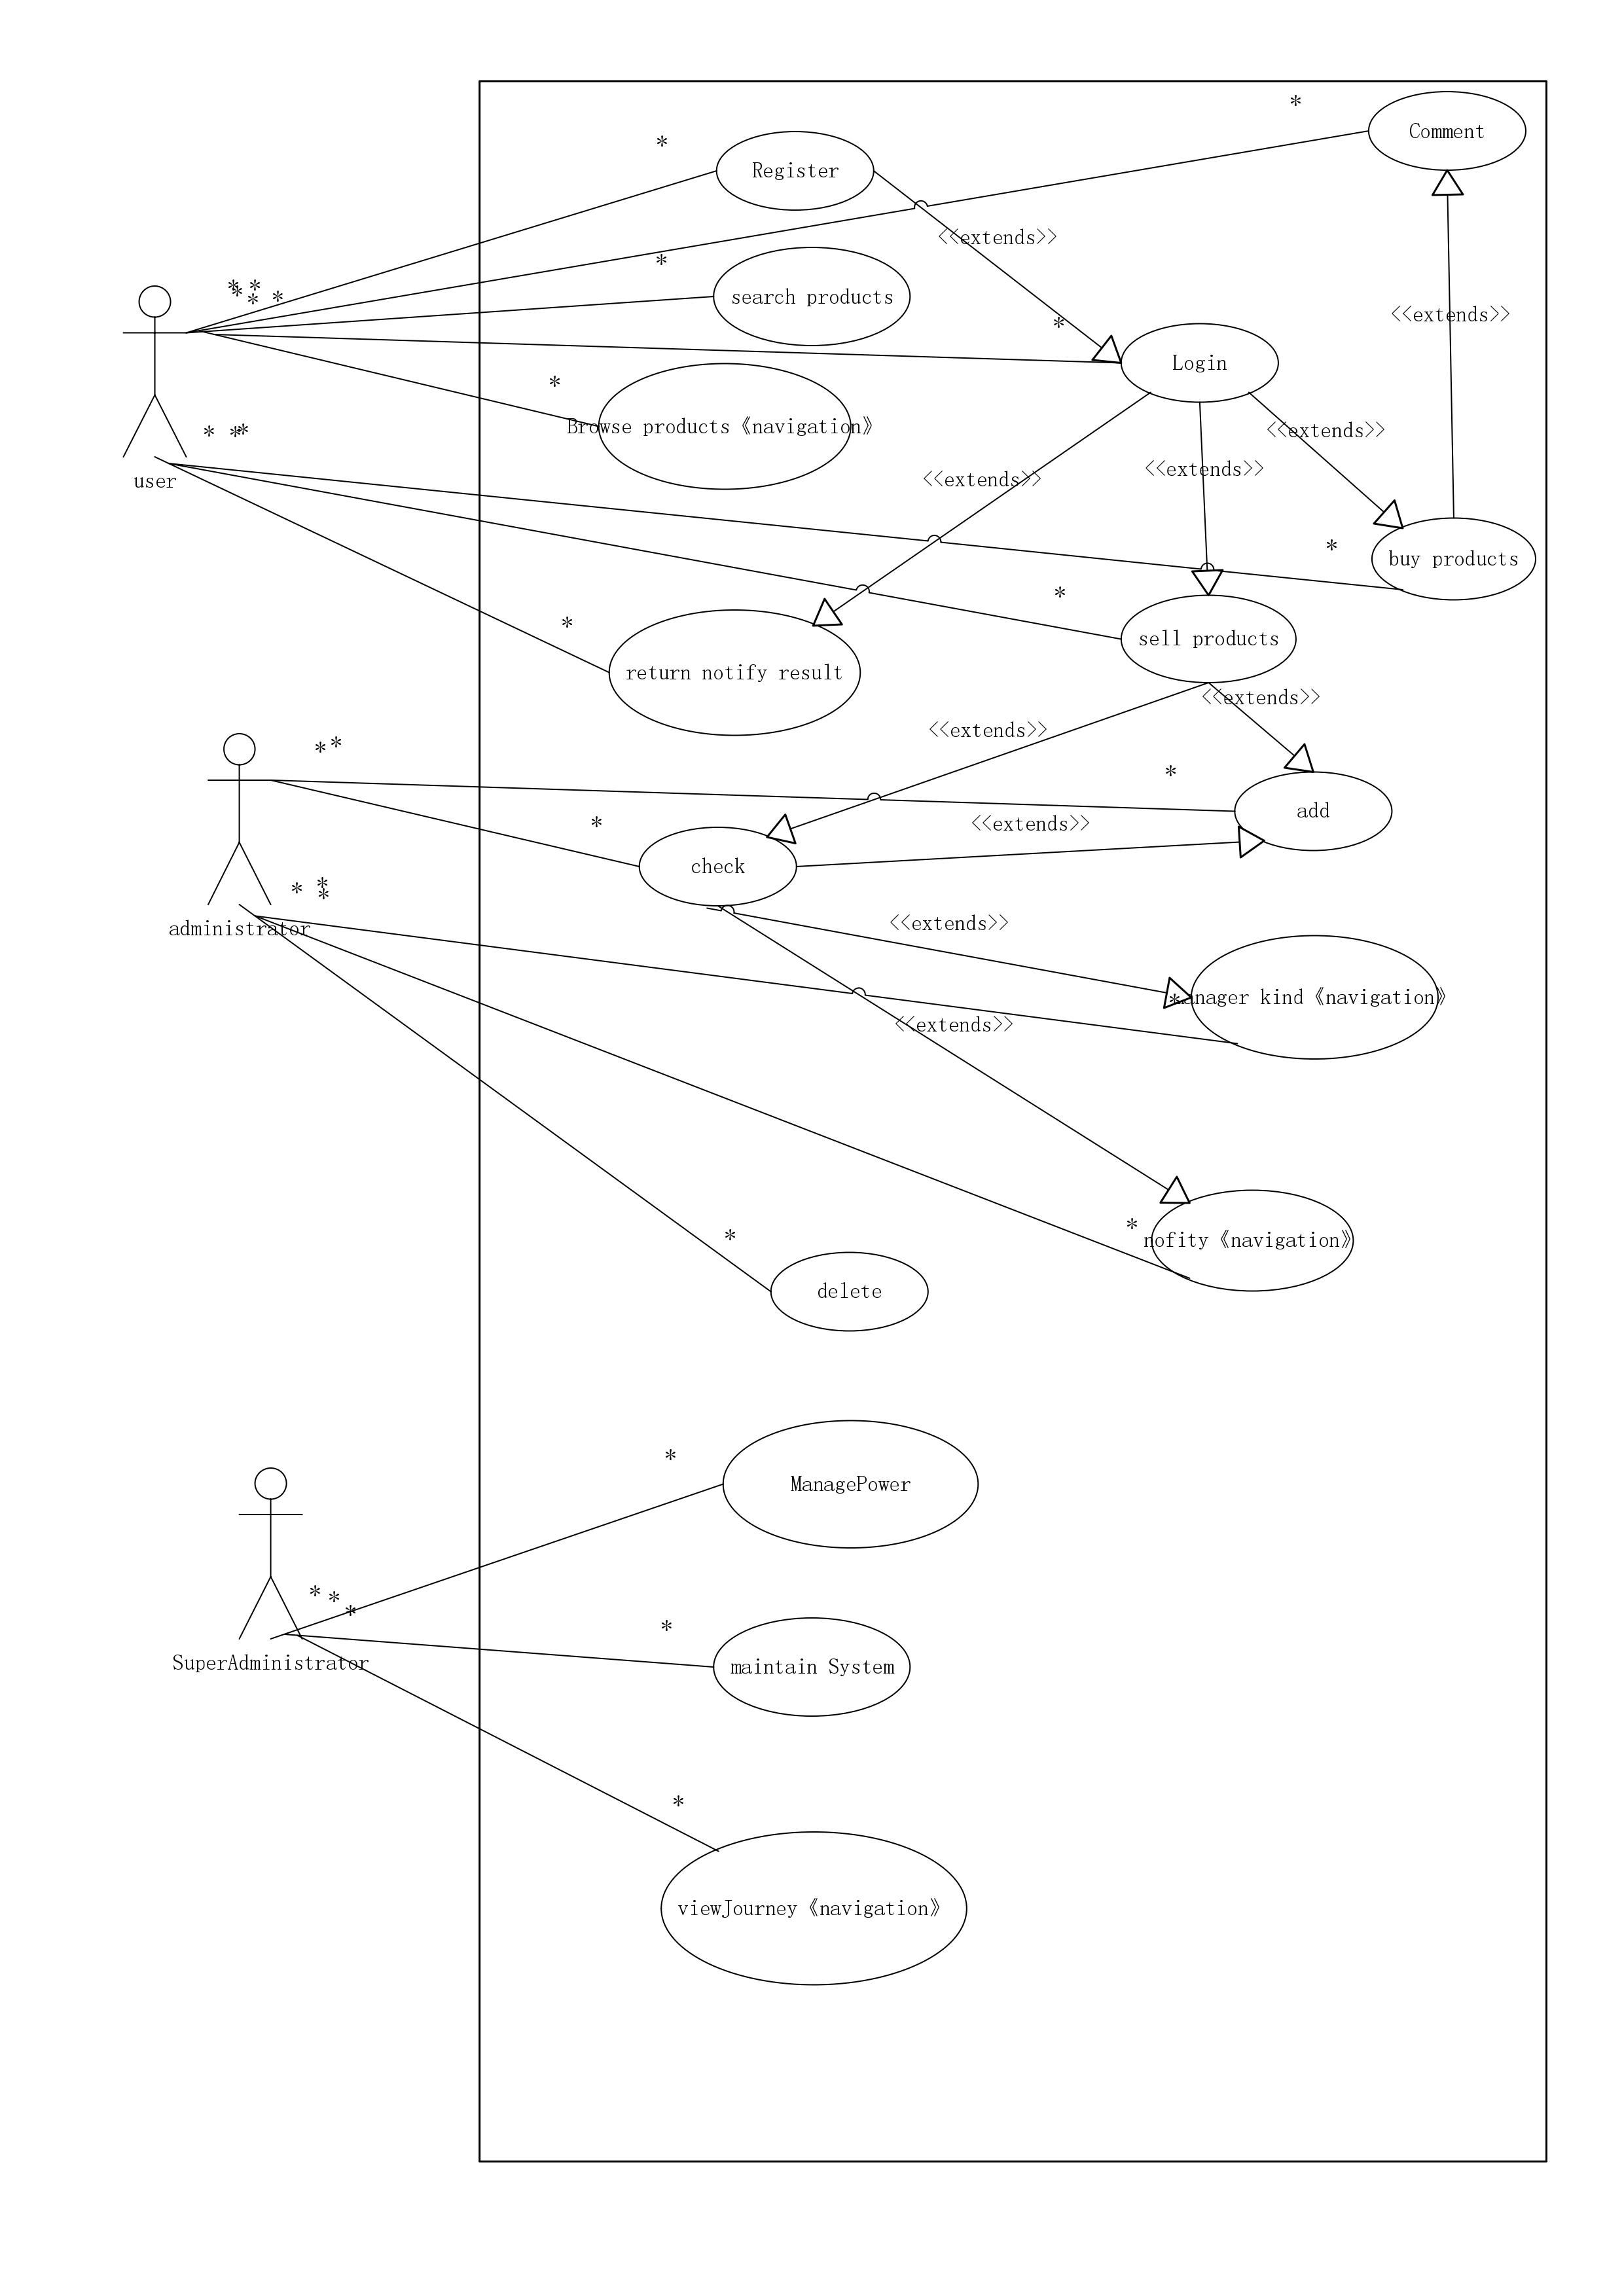 *
Comment
*
Register
<<extends>>
*
* *
* * *
search products
<<extends>>
*
Login
*
Browse products《navigation》
<<extends>>
* **
<<extends>>
<<extends>>
user
*
buy products
*
*
sell products
return notify result
<<extends>>
<<extends>>
* *
*
add
*
<<extends>>
check
* *
*
<<extends>>
administrator
*anager kind《navigation》
<<extends>>
*
nofity《navigation》
*
delete
*
ManagePower
* *
*
*
SuperAdministrator
maintain System
*
viewJourney《navigation》